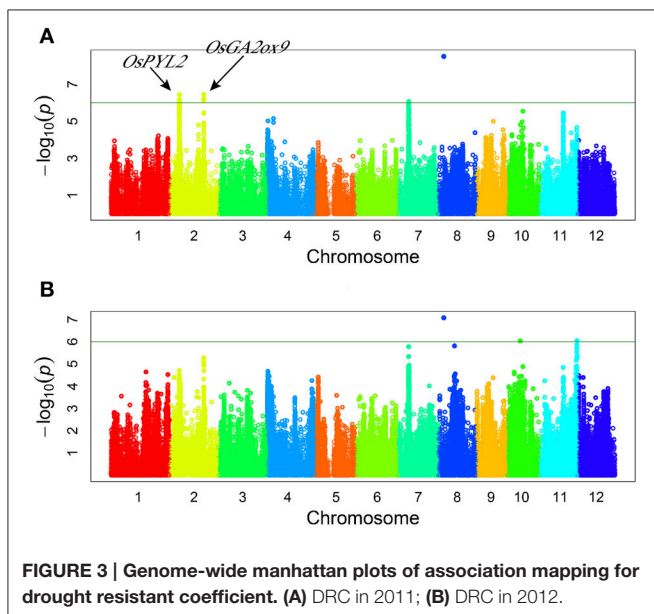 A
OsPYL2
OsGA2ox9
−log10(p)
7
5
3
1
1 2 3 4 5 6 7 8 9 10 11 12
Chromosome
B
−log10(p)
7
6
5
4
3
2
1
1 2 3 4 5 6 7 8 9 10 11 12
Chromosome
FIGURE 3 | Genome-wide manhattan plots of association mapping for
drought resistant coefficient. (A) DRC in 2011; (B) DRC in 2012.